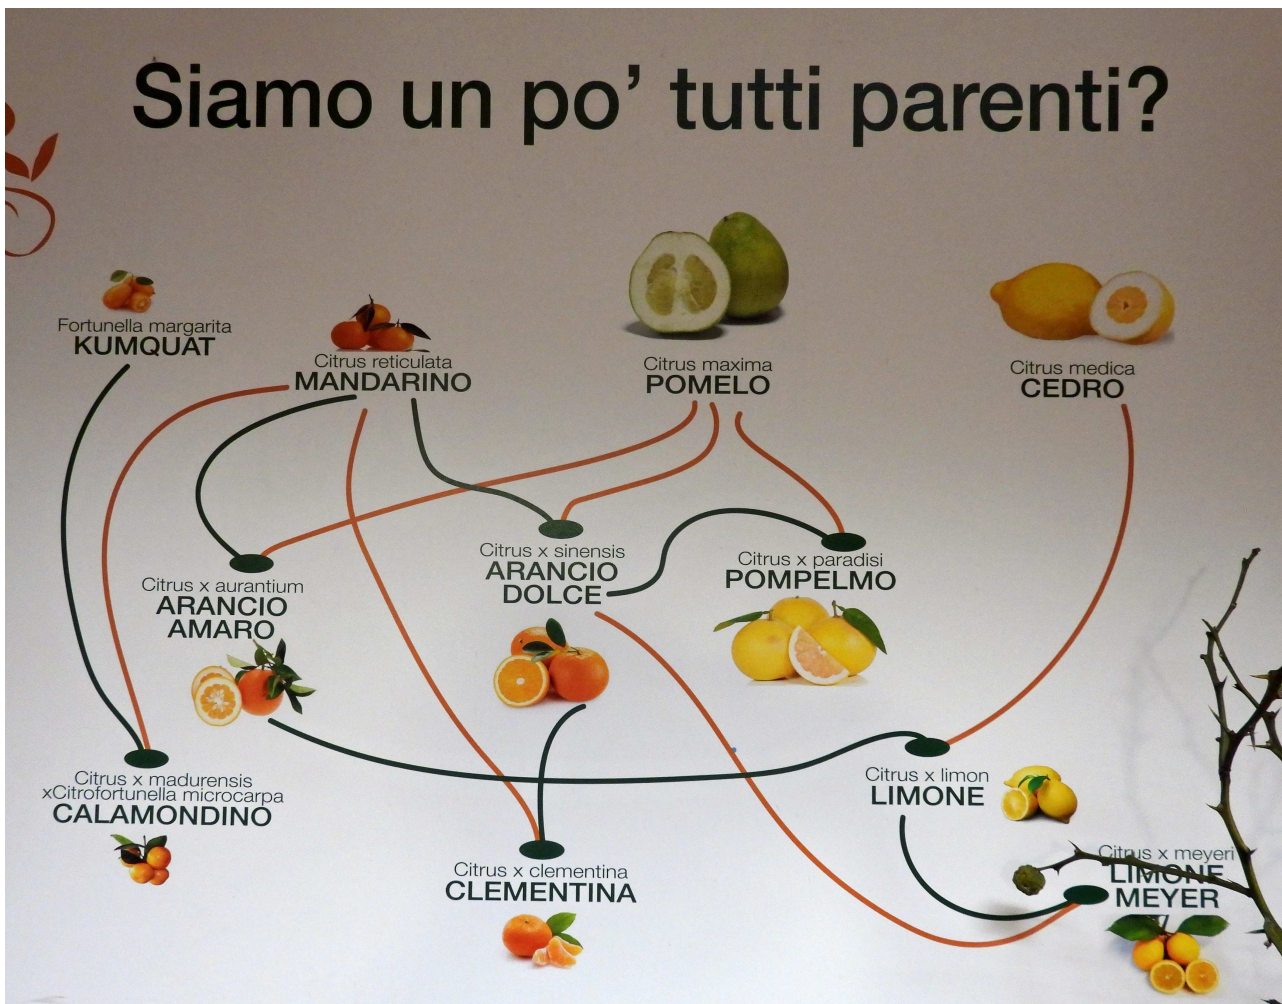 Siamo un po' tutti parenti?
Fortunella margarita
KUMQUAT
Citrus reticulata
MANDARINO
Citrus maxima
POMELO
Citrus medica
CEDRO
Citrus x aurantium
ARANCIO
AMARO
Citrus x sinensis
ARANCIO
DOLCE
Citrus x paradisi
POMPELMO
Citrus x madurensis
xCitrofortunella microcarpa
CALAMONDINO
Citrus x clementina
CLEMENTINA
Citrus x limon
LIMONE
Citrus x meyeri
LIMONE
MEYER